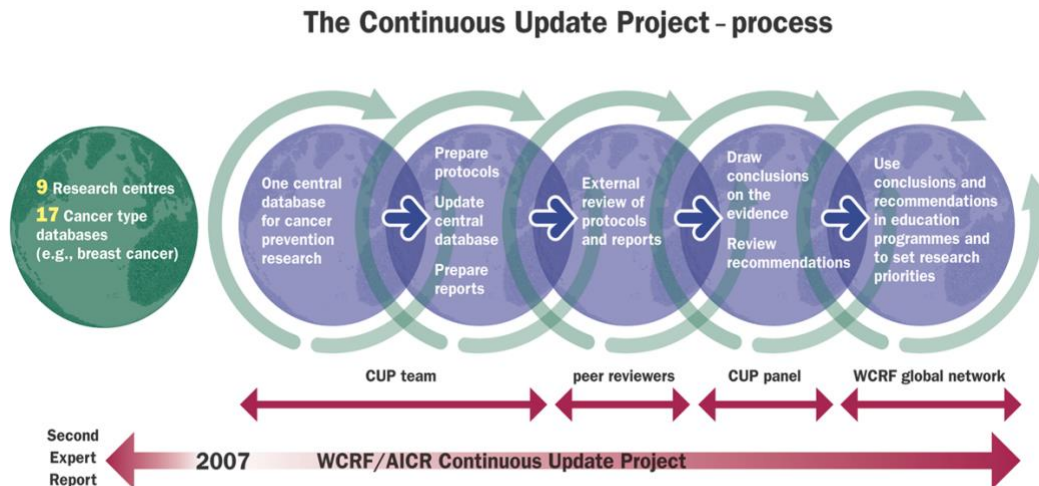 The Continuous Update Project – process
9 Research centres
17 Cancer type
databases
(e.g., breast cancer)
One central
database
for cancer
prevention
research
Prepare
protocols
Update
central
database
Prepare
reports
External
review of
protocols
and reports
Draw
conclusions
on the
evidence
Review
recommendations
Use
conclusions and
recommendations
in education
programmes and
to set research
priorities
CUP team
peer reviewers
CUP panel
WCRF global network
Second
Expert
Report
2007
WCRF/AICR Continuous Update Project